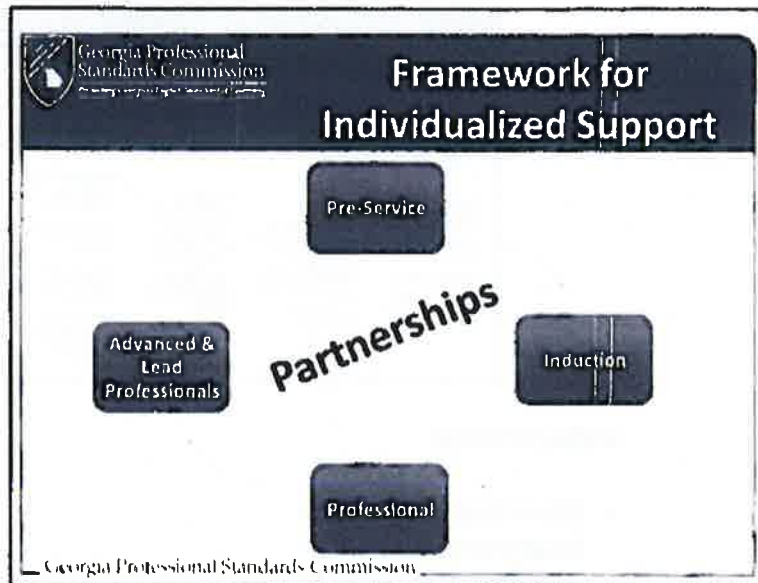 Georgia Professional
Standards Commission
Framework for
Individualized Support
Pre-Service
Partnerships
Advanced &
Lead
Professionals
Induction
Professional
Georgia Professional Standards Commission